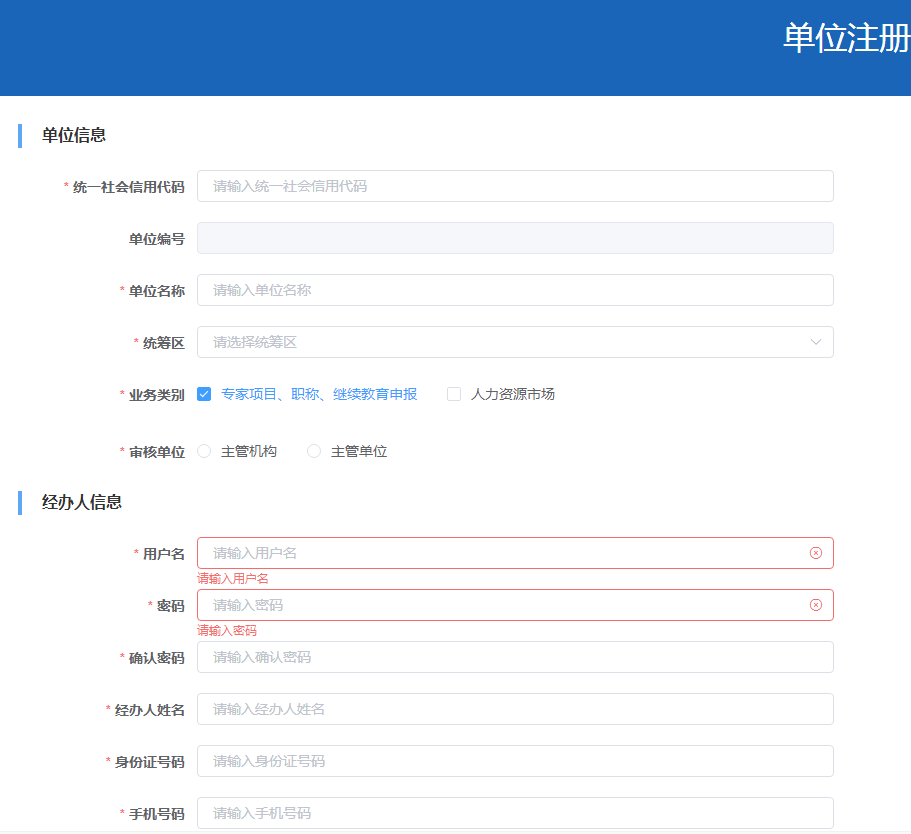 单位注册
单位信息
* 统一社会信用代码 请输入统一社会信用代码
单位编号
* 单位名称 请输入单位名称
* 统筹区 请选择统筹区
* 业务类别 专家项目、职称、继续教育申报 人力资源市场
* 审核单位 主管机构 主管单位
经办人信息
* 用户名 请输入用户名
请输入用户名
* 密码 请输入密码
请输入密码
* 确认密码 请输入确认密码
* 经办人姓名 请输入经办人姓名
* 身份证号码 请输入身份证号码
* 手机号码 请输入手机号码